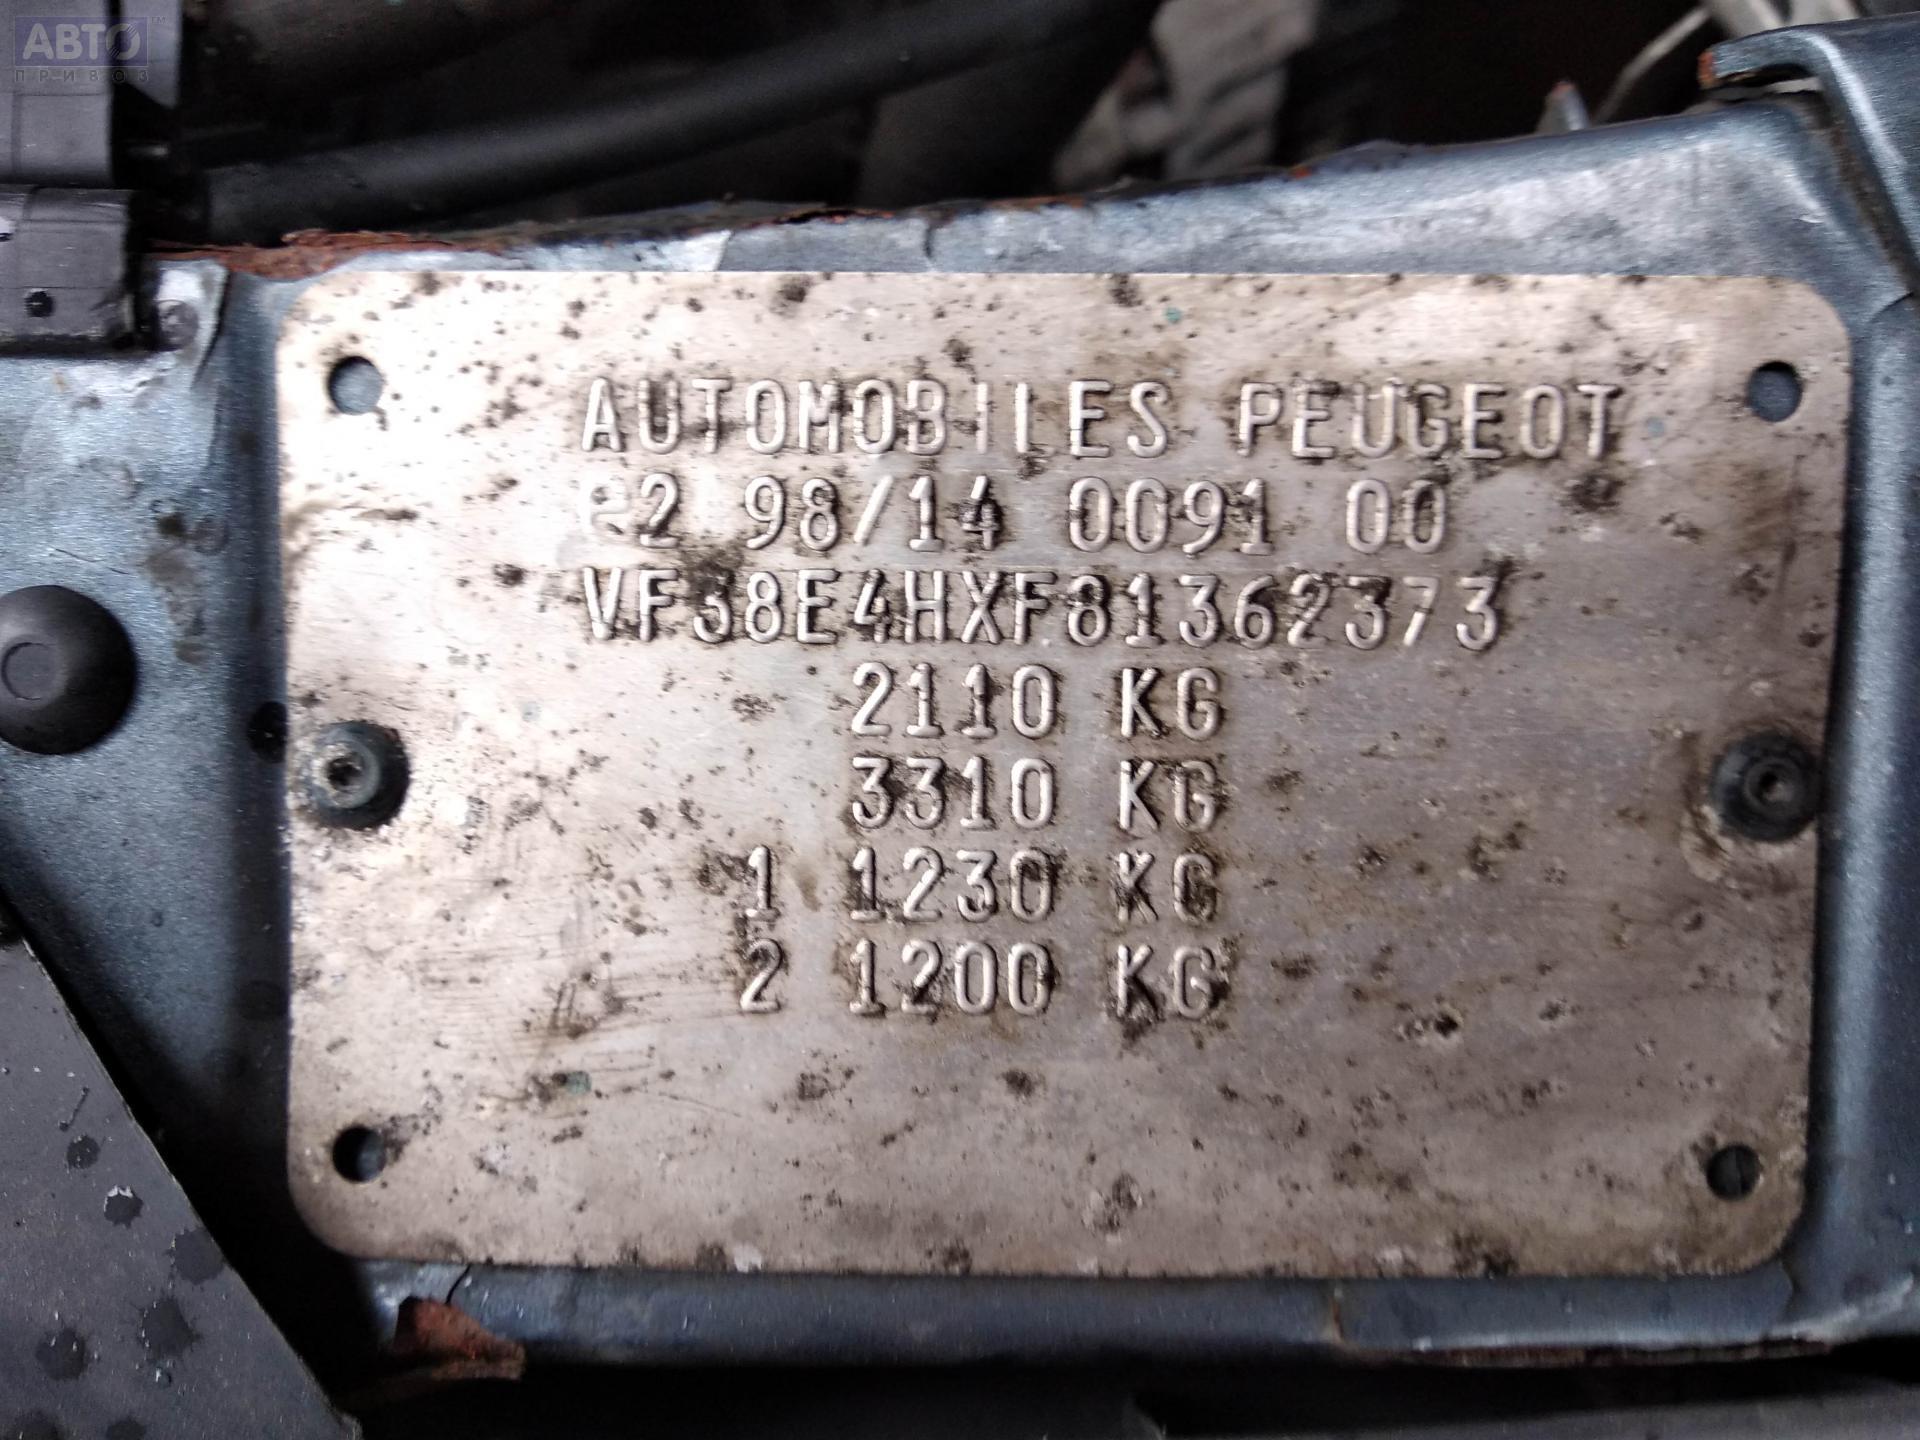 АВТО™
ПРИВОЗ
AUTOMOBILES PEUGEOT
e2 98/14 0091 00
VF38E4HXF81362373
2110 KG
3310 KG
1 1230 KG
2 1200 KG